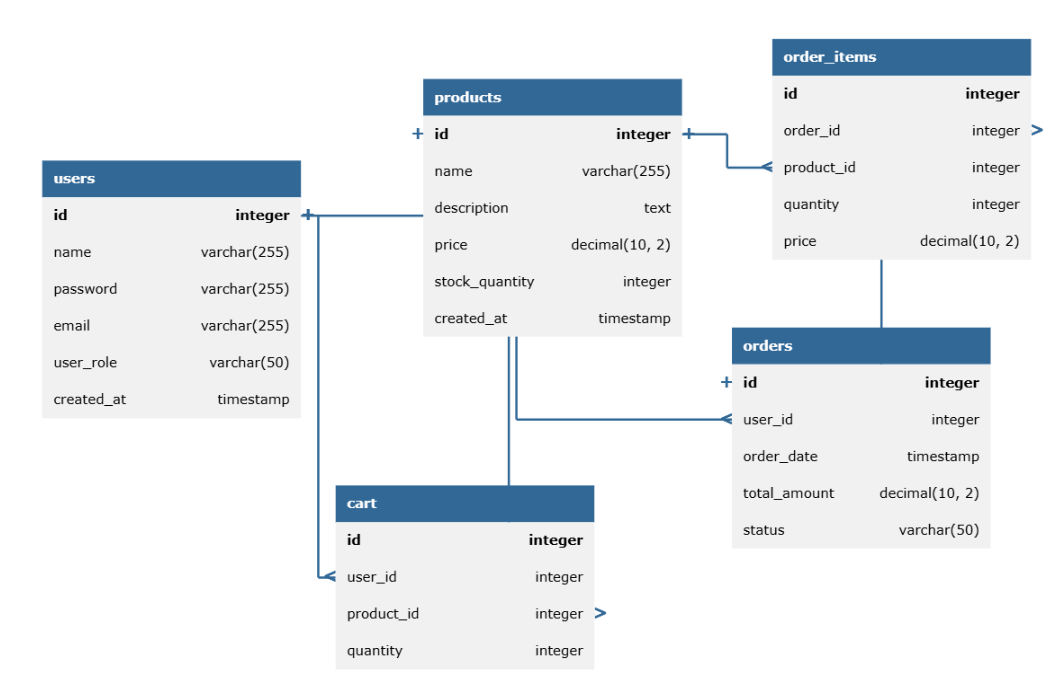 users
id integer
name varchar(255)
password varchar(255)
email varchar(255)
user_role varchar(50)
created_at timestamp
products
id integer
name varchar(255)
description text
price decimal(10, 2)
stock_quantity integer
created_at timestamp
order_items
id integer
order_id integer
product_id integer
quantity integer
price decimal(10, 2)
orders
id integer
user_id integer
order_date timestamp
total_amount decimal(10, 2)
status varchar(50)
cart
id integer
user_id integer
product_id integer
quantity integer